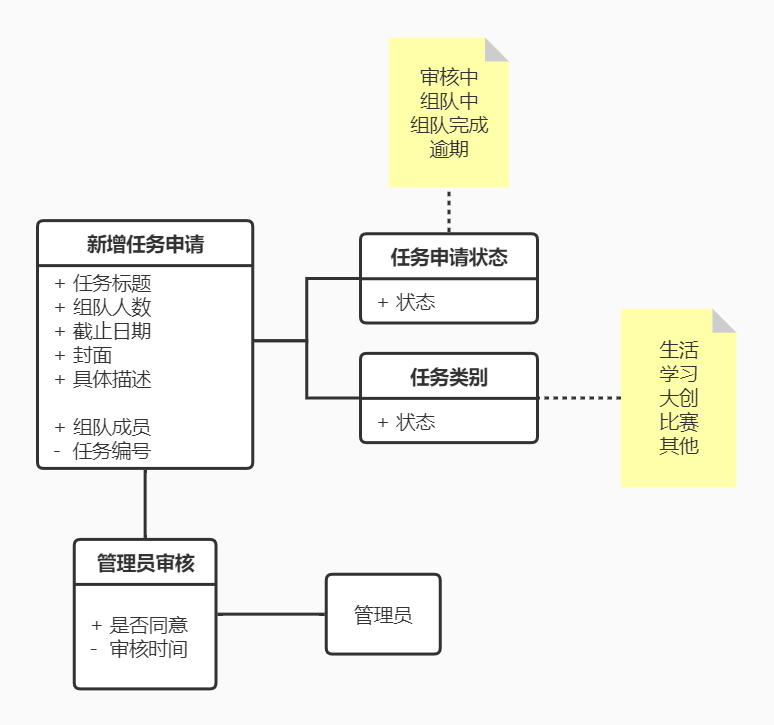 审核中
组队中
组队完成
逾期
新增任务申请
+ 任务标题
+ 组队人数
+ 截止日期
+ 封面
+ 具体描述
+ 组队成员
- 任务编号
任务申请状态
+ 状态
任务类别
+ 状态
生活
学习
大创
比赛
其他
管理员审核
+ 是否同意
- 审核时间
管理员